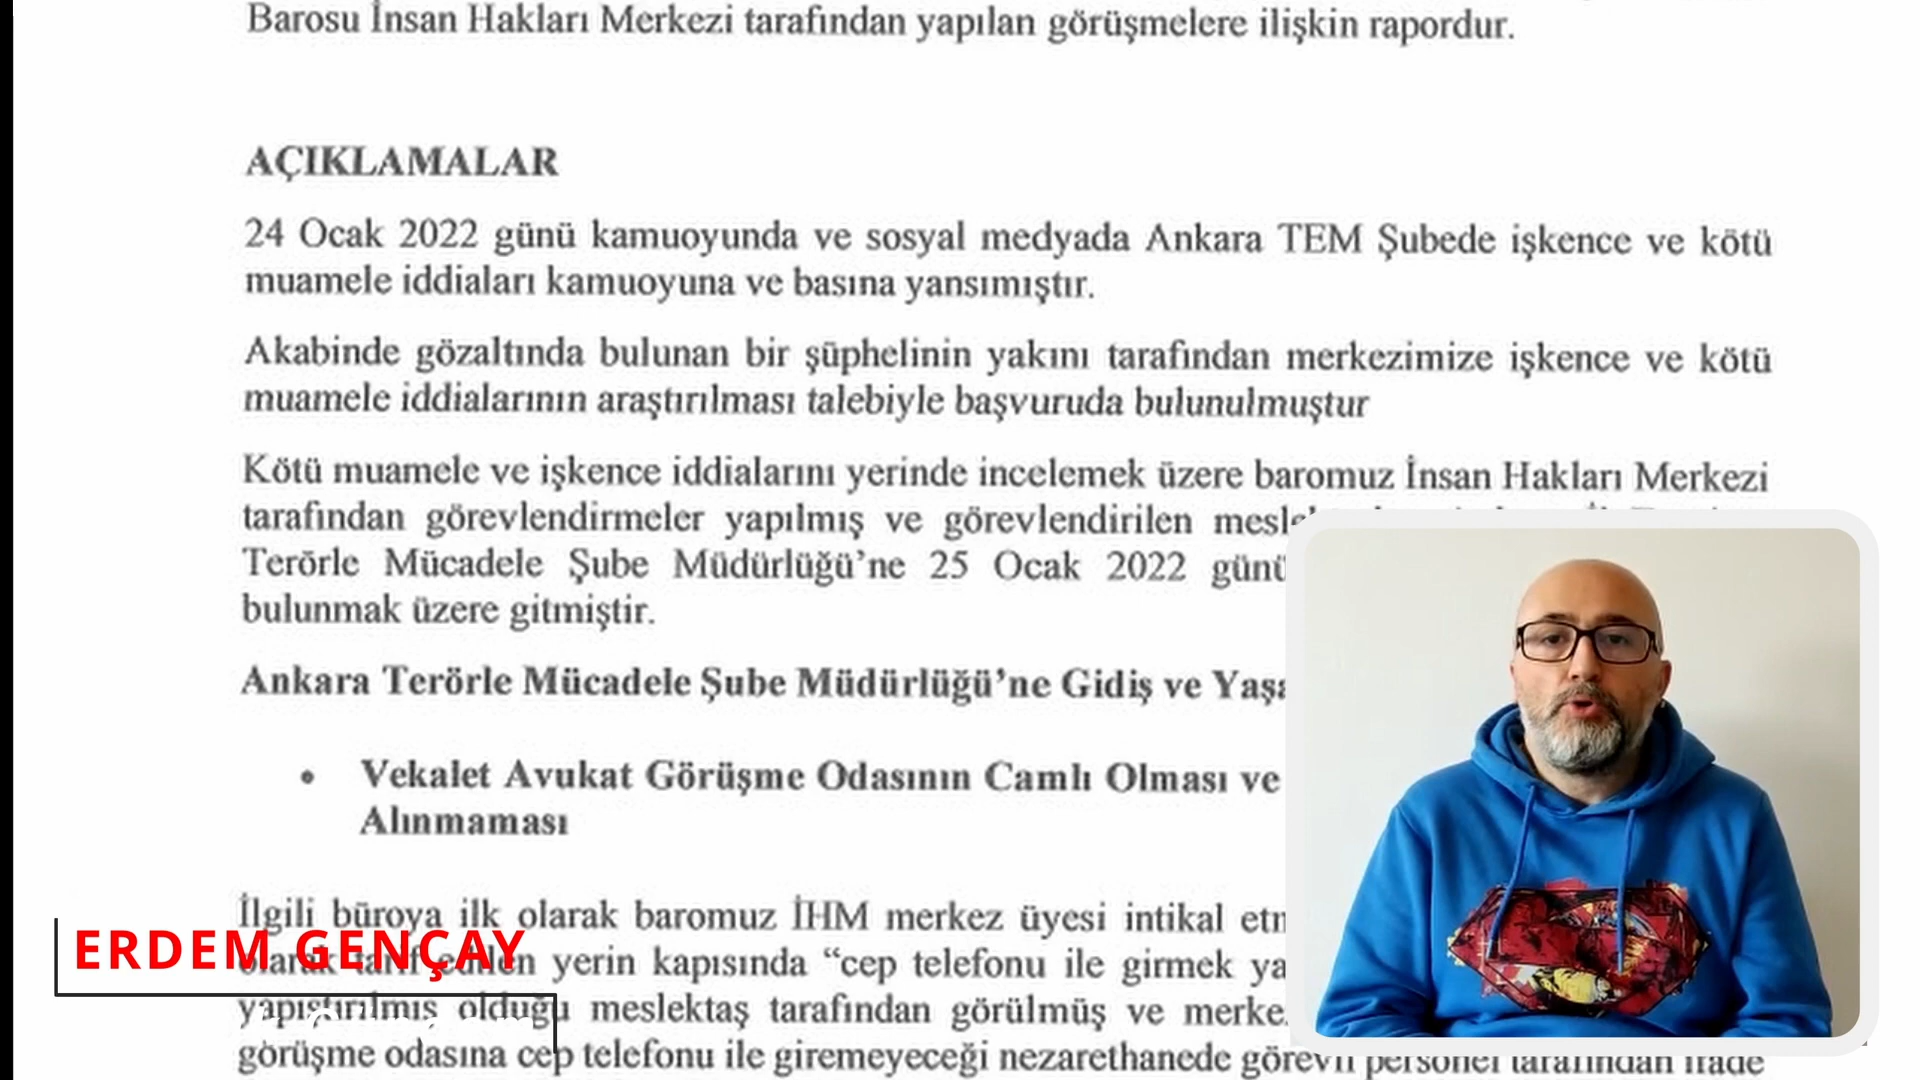 Barosu İnsan Hakları Merkezi tarafından yapılan görüşmelere ilişkin rapordur.
AÇIKLAMALAR
24 Ocak 2022 günü kamuoyunda ve sosyal medyada Ankara TEM Şubede işkence ve kötü
muamele iddiaları kamuoyuna ve basına yansımıştır.
Akabinde gözaltında bulunan bir şüphelinin yakını tarafından merkezimize işkence ve kötü
muamele iddialarının araştırılması talebiyle başvuruda bulunulmuştur
Kötü muamele ve işkence iddialarını yerinde incelemek üzere baromuz İnsan Hakları Merkezi
tarafından görevlendirmeler yapılmış ve görevlendirilen
Terörle Mücadele Şube Müdürlüğü’ne 25 Ocak 2022 günü
bulunmak üzere gitmiştir.
Ankara Terörle Mücadele Şube Müdürlüğü’ne Gidiş ve
• Vekalet Avukat Görüşme Odasının Camlı Olması ve
Alınmaması
İlgili büroya ilk olarak baromuz İHM merkez üyesi intikal
ERDEM GENÇAY
yerin kapısında “cep telefonu ile girmek
yapıştırılmış olduğu meslektaş tarafından görülmüş ve
görüşme odasına cep telefonu ile giremeyeceği nezarethanede görevli personel tarafından ifade